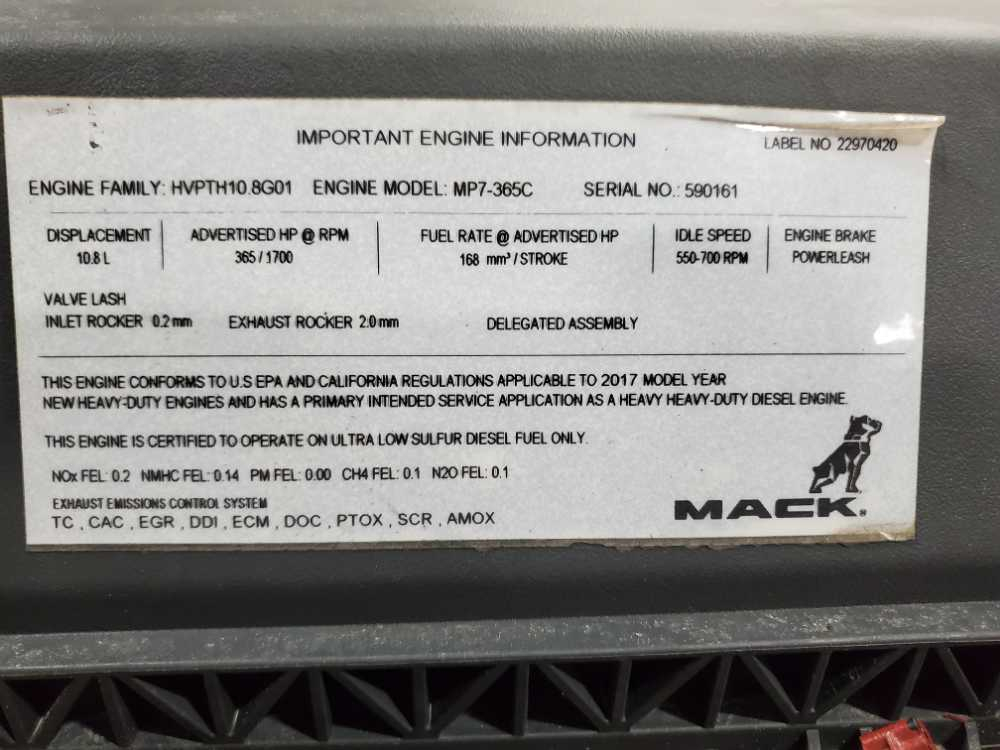 IMPORTANT ENGINE INFORMATION
LABEL NO 22970420
ENGINE FAMILY: HVPTH10.8G01 ENGINE MODEL: MP7-365C SERIAL NO.: 590161
DISPLACEMENT ADVERTISED HP @ RPM FUEL RATE @ ADVERTISED HP IDLE SPEED ENGINE BRAKE
10.8 L 365 / 1700 168 mm³ / STROKE 550-700 RPM POWERLEASH
VALVE LASH
INLET ROCKER 0.2 mm EXHAUST ROCKER 2.0 mm DELEGATED ASSEMBLY
THIS ENGINE CONFORMS TO U.S EPA AND CALIFORNIA REGULATIONS APPLICABLE TO 2017 MODEL YEAR
NEW HEAVY-DUTY ENGINES AND HAS A PRIMARY INTENDED SERVICE APPLICATION AS A HEAVY HEAVY-DUTY DIESEL ENGINE.
THIS ENGINE IS CERTIFIED TO OPERATE ON ULTRA LOW SULFUR DIESEL FUEL ONLY.
NOx FEL: 0.2 NMHC FEL: 0.14 PM FEL: 0.00 CH4 FEL: 0.1 N2O FEL: 0.1
EXHAUST EMISSIONS CONTROL SYSTEM
TC , CAC , EGR , DDI , ECM , DOC , PTOX , SCR , AMOX
MACK®